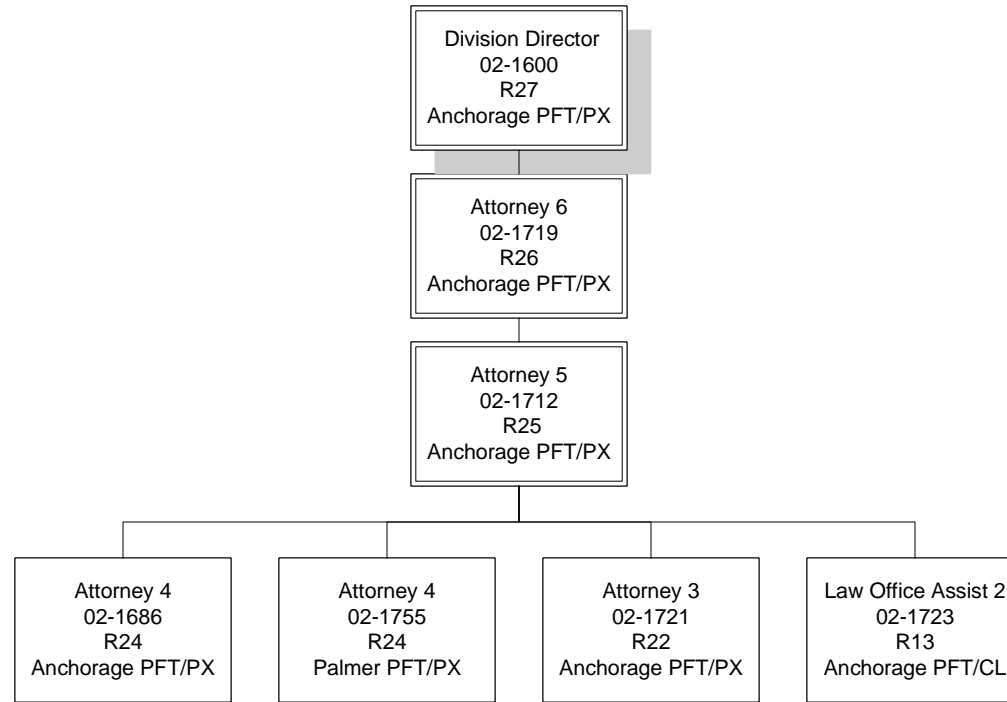 Division Director
02-1600
R27
Anchorage PFT/PX
Attorney 6
02-1719
R26
Anchorage PFT/PX
Attorney 5
02-1712
R25
Anchorage PFT/PX
Attorney 4
02-1686
R24
Anchorage PFT/PX
Attorney 4
02-1755
R24
Palmer PFT/PX
Attorney 3
02-1721
R22
Anchorage PFT/PX
Law Office Assist 2
02-1723
R13
Anchorage PFT/CL